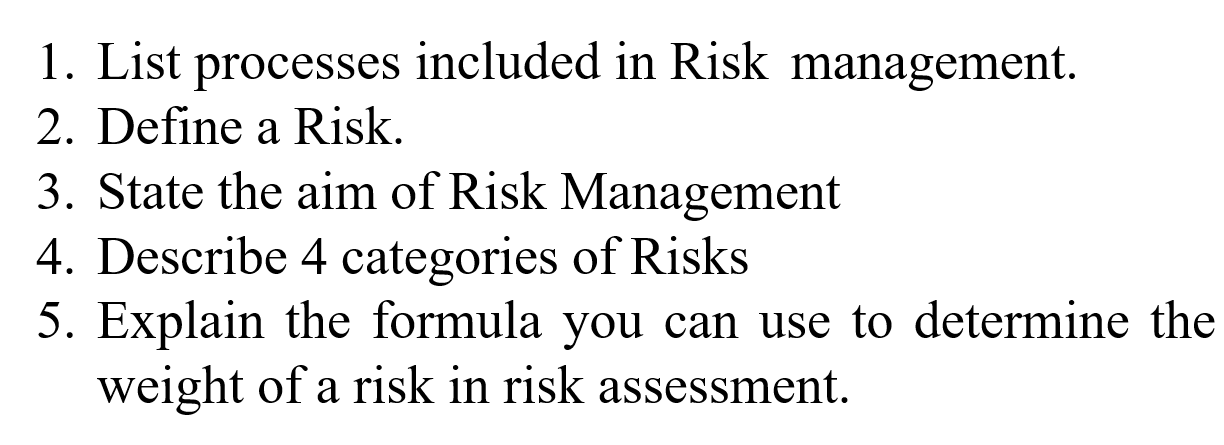 1. List processes included in Risk management.
2. Define a Risk.
3. State the aim of Risk Management
4. Describe 4 categories of Risks
5. Explain the formula you can use to determine the
weight of a risk in risk assessment.